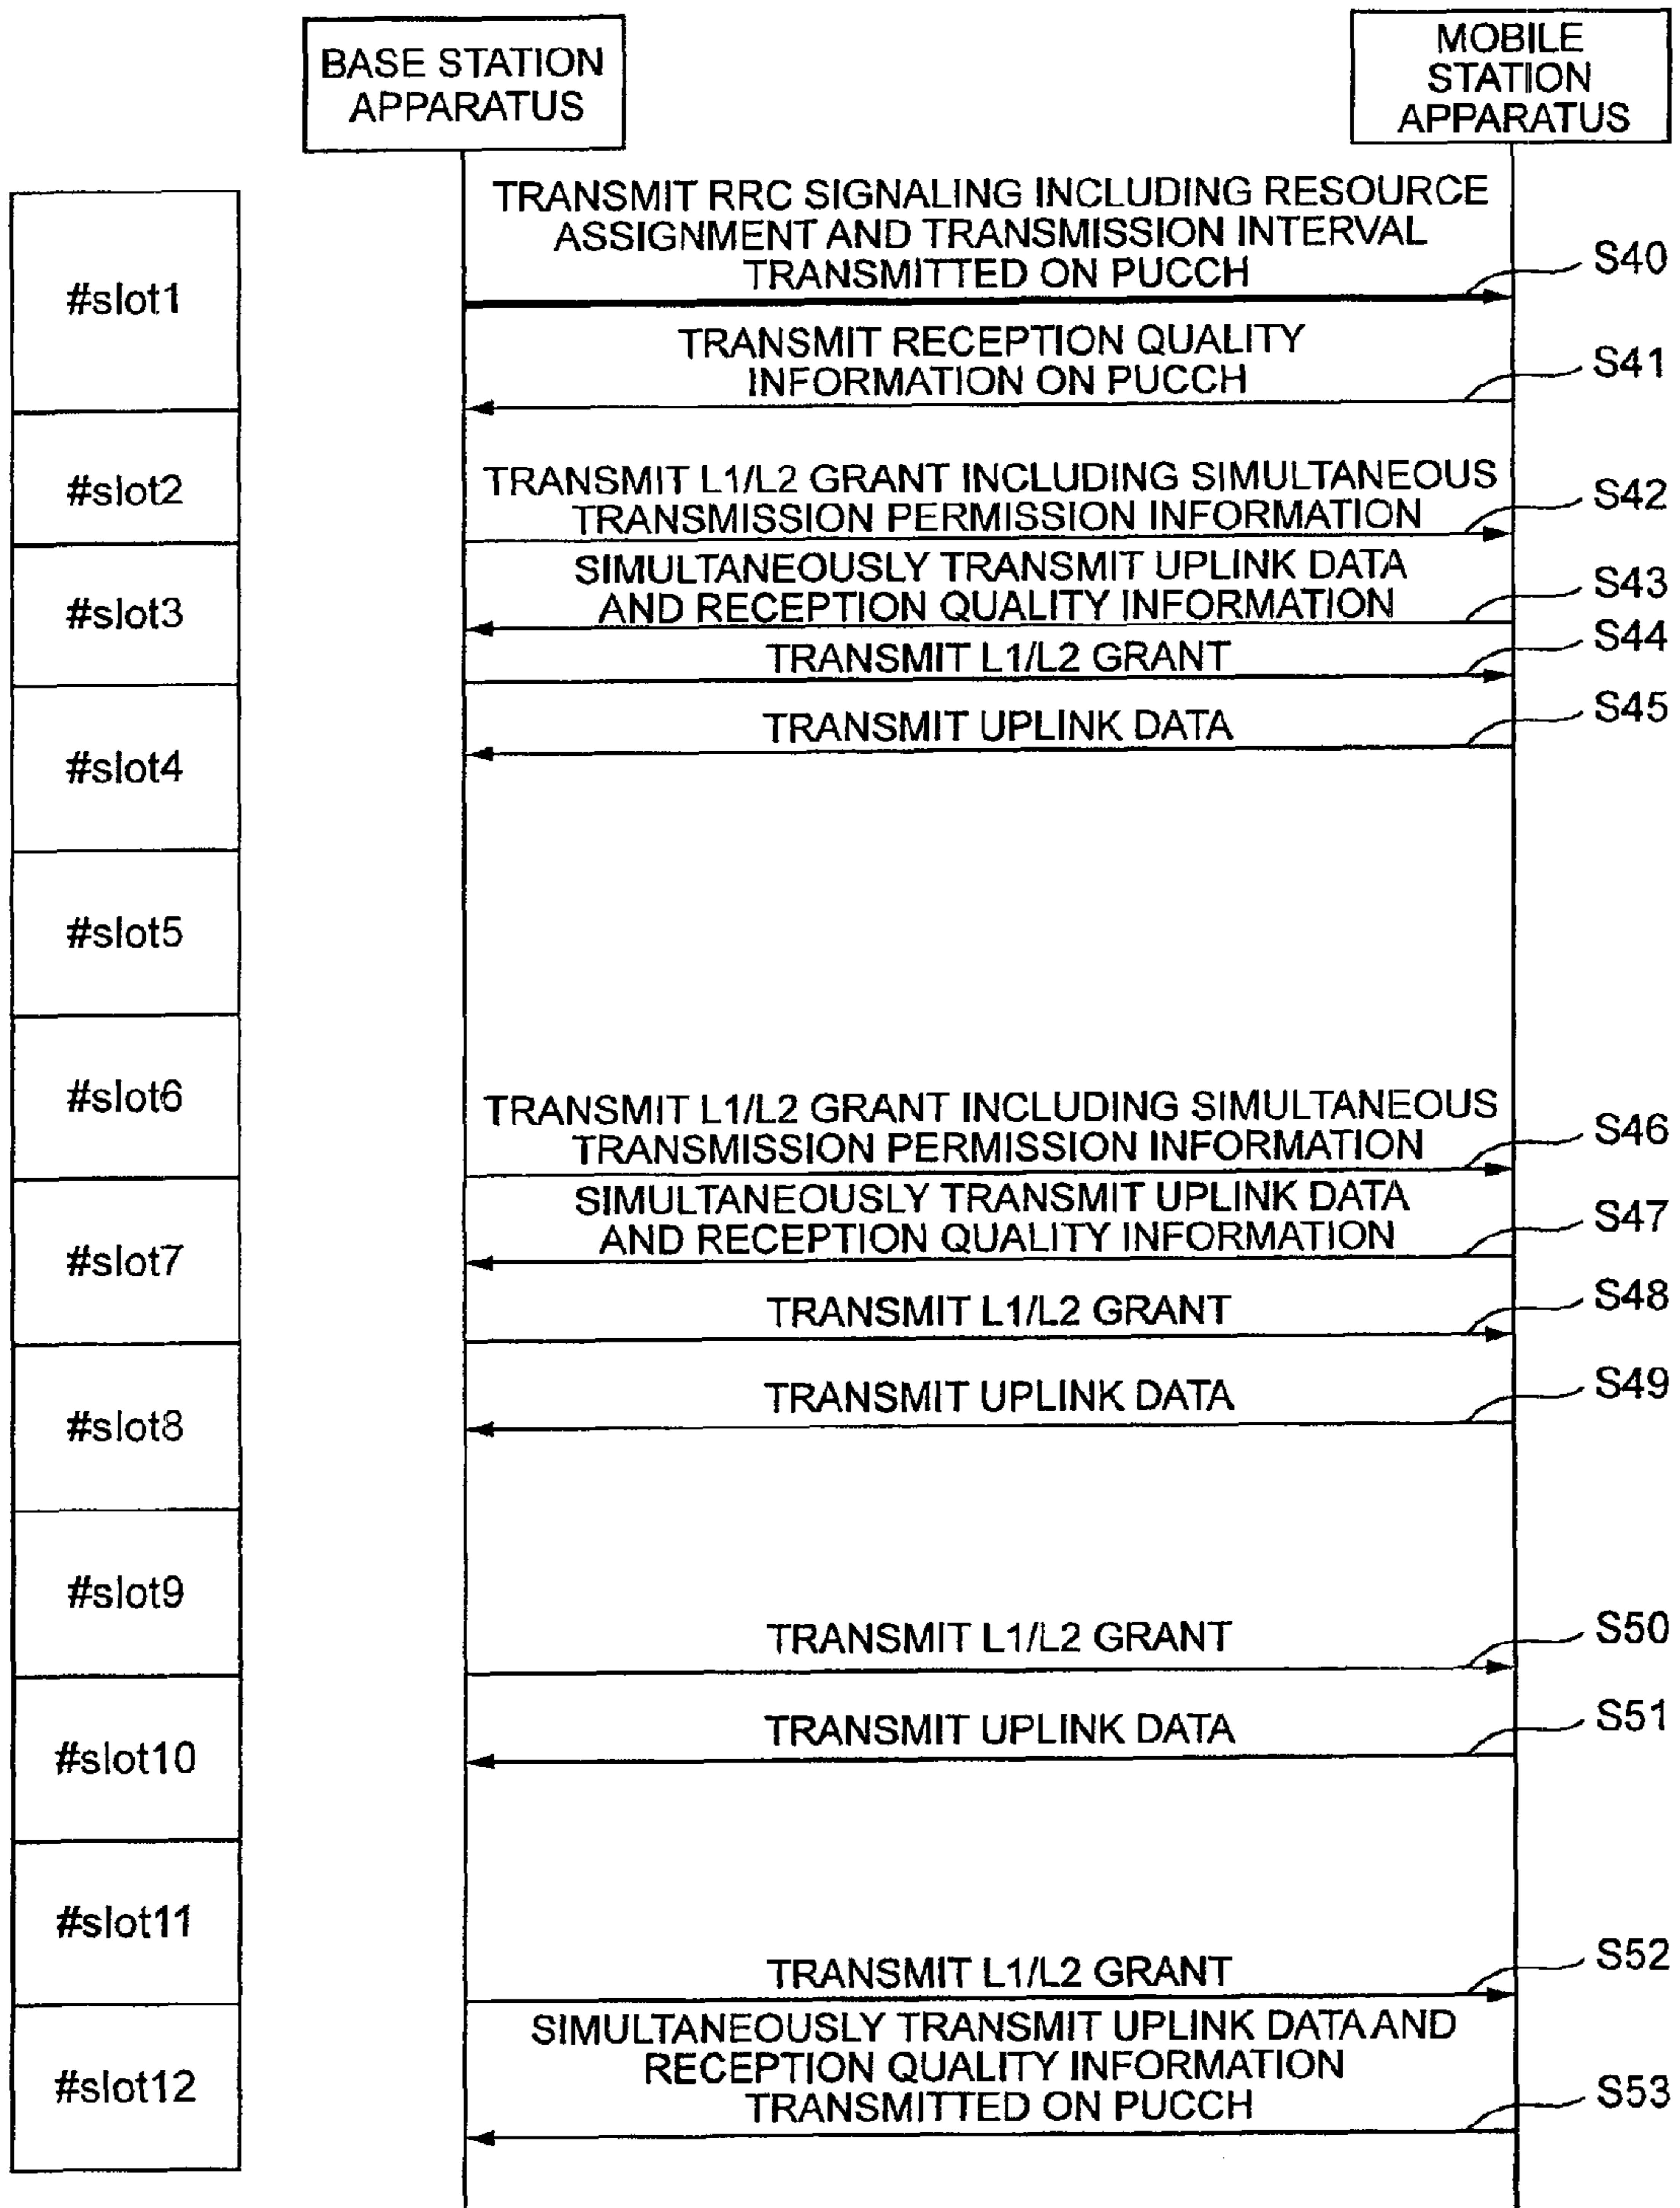 BASE STATION
APPARATUS
MOBILE
STATION
APPARATUS
#slot1
TRANSMIT RRC SIGNALING INCLUDING RESOURCE
ASSIGNMENT AND TRANSMISSION INTERVAL
TRANSMITTED ON PUCCH
S40
TRANSMIT RECEPTION QUALITY
INFORMATION ON PUCCH
S41
#slot2
TRANSMIT L1/L2 GRANT INCLUDING SIMULTANEOUS
TRANSMISSION PERMISSION INFORMATION
S42
#slot3
SIMULTANEOUSLY TRANSMIT UPLINK DATA
AND RECEPTION QUALITY INFORMATION
S43
TRANSMIT L1/L2 GRANT
S44
#slot4
TRANSMIT UPLINK DATA
S45
#slot5
#slot6
TRANSMIT L1/L2 GRANT INCLUDING SIMULTANEOUS
TRANSMISSION PERMISSION INFORMATION
S46
#slot7
SIMULTANEOUSLY TRANSMIT UPLINK DATA
AND RECEPTION QUALITY INFORMATION
S47
TRANSMIT L1/L2 GRANT
S48
#slot8
TRANSMIT UPLINK DATA
S49
#slot9
TRANSMIT L1/L2 GRANT
S50
#slot10
TRANSMIT UPLINK DATA
S51
#slot11
TRANSMIT L1/L2 GRANT
S52
#slot12
SIMULTANEOUSLY TRANSMIT UPLINK DATA AND
RECEPTION QUALITY INFORMATION
TRANSMITTED ON PUCCH
S53